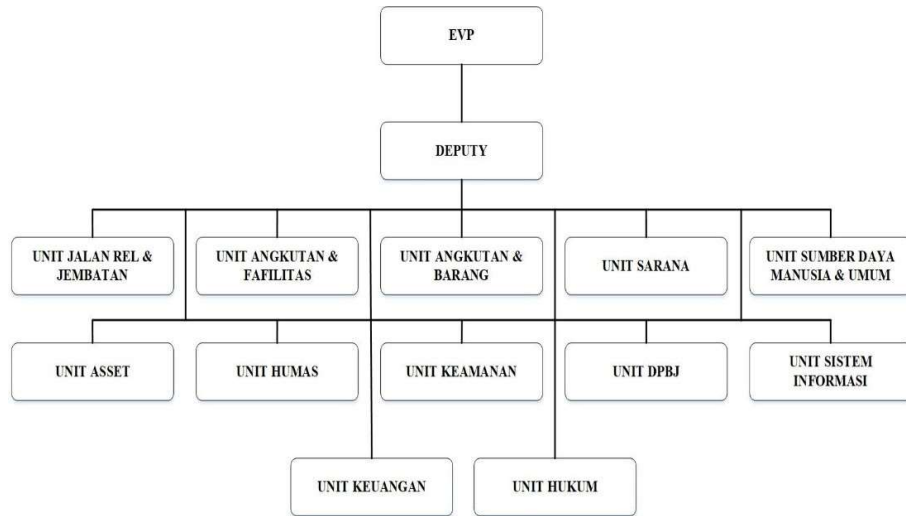 EVP
DEPUTY
UNIT JALAN REL &
JEMBATAN
UNIT ANGKUTAN &
FAFILITAS
UNIT ANGKUTAN &
BARANG
UNIT SARANA
UNIT SUMBER DAYA
MANUSIA & UMUM
UNIT ASSET
UNIT HUMAS
UNIT KEAMANAN
UNIT DPBJ
UNIT SISTEM
INFORMASI
UNIT KEUANGAN
UNIT HUKUM